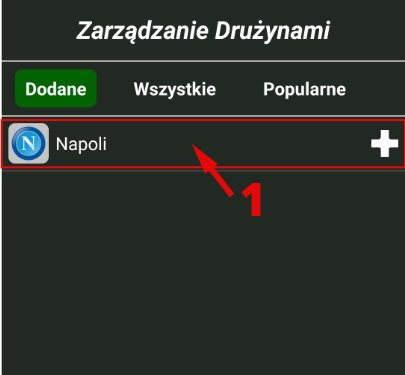 Zarządzanie Drużynami
Dodane Wszystkie Popularne
N Napoli
1